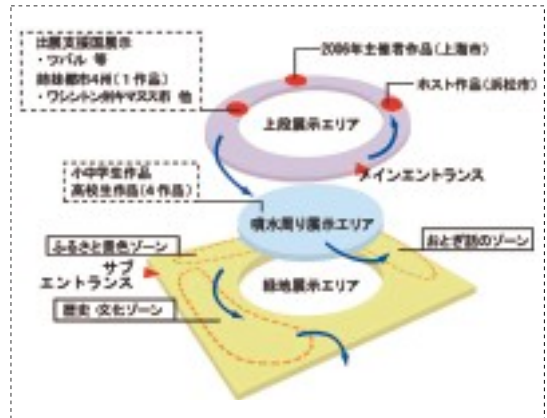 出展支援国展示
・ツバル 等
姉妹都市4州(1作品)
・ワシントン州キマヌス市 他
2006年主催者作品(上海市)
ホスト作品(浜松市)
上段展示エリア
メインエントランス
小中学生作品
高校生作品(4作品)
噴水周り展示エリア
ふるさと景色ゾーン
おとぎ話のゾーン
サブ
エントランス
緑地展示エリア
歴史・文化ゾーン